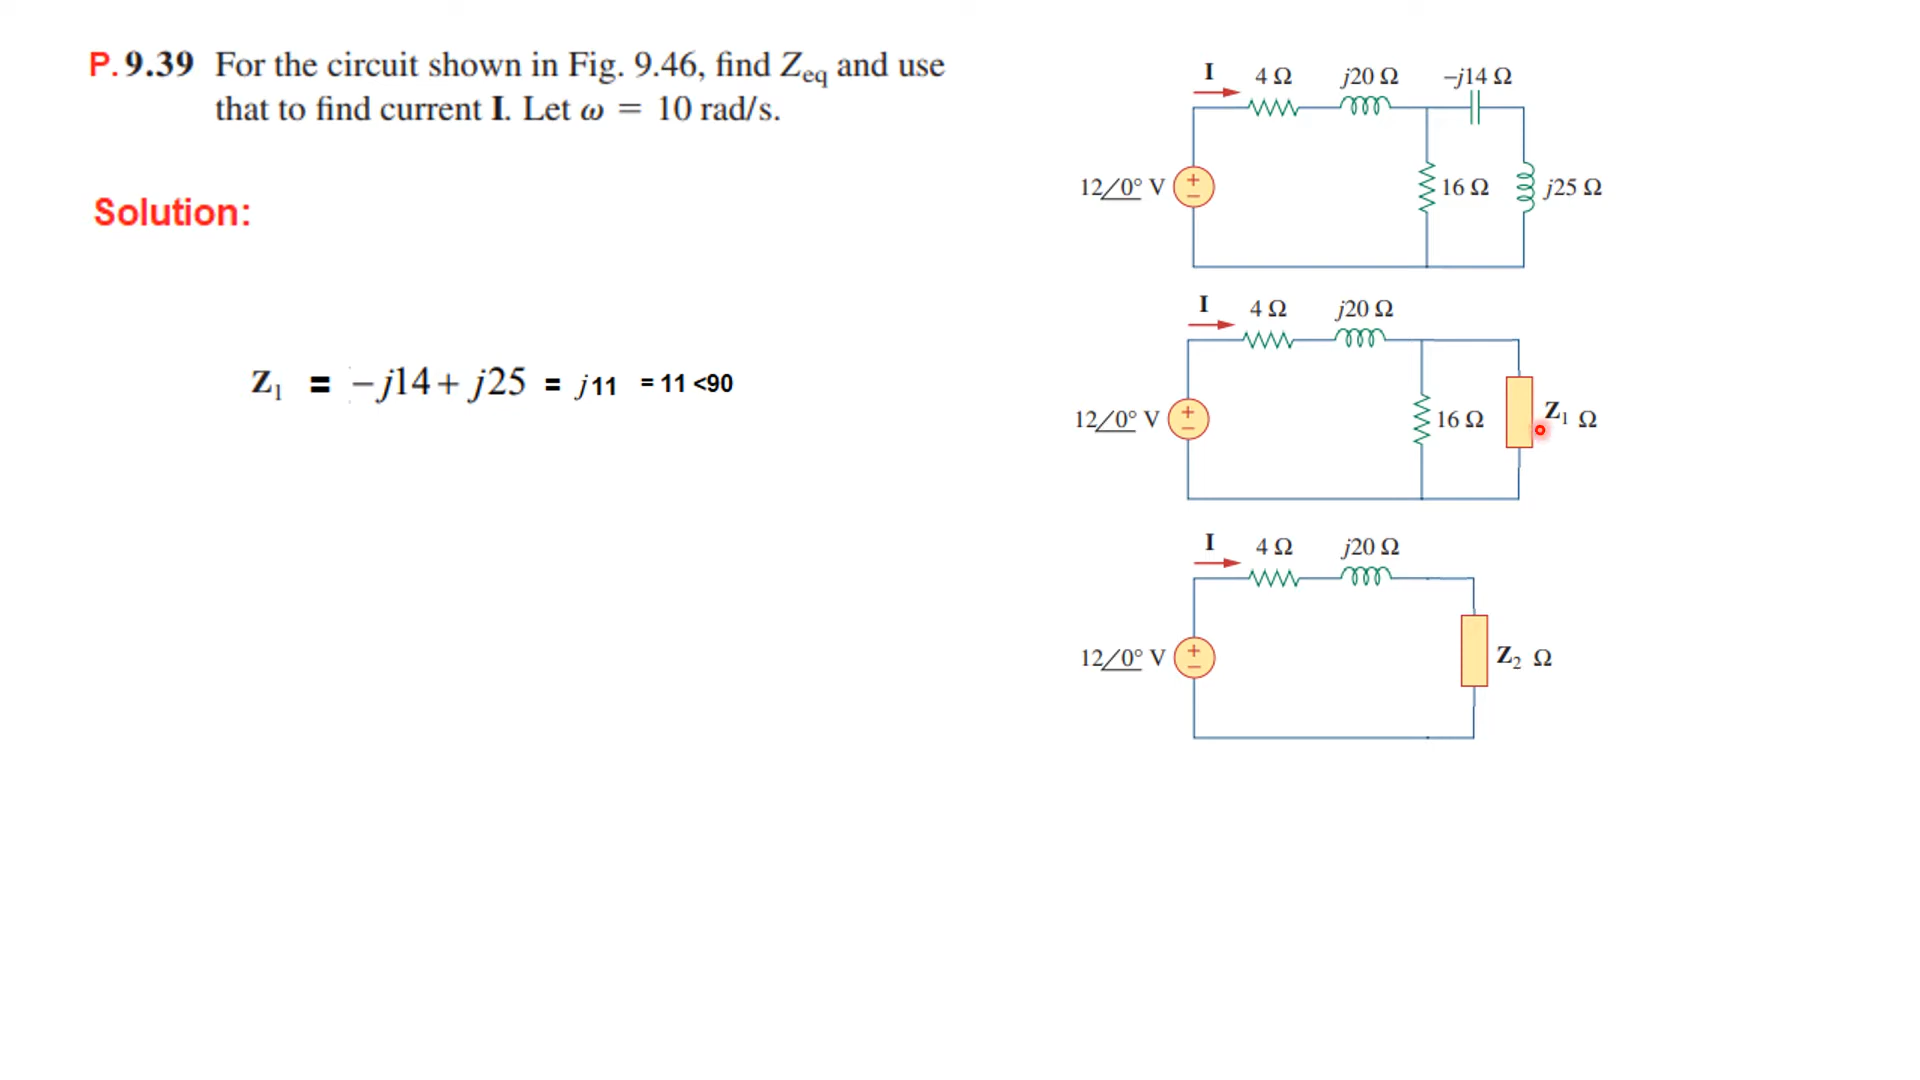 P. 9.39 For the circuit shown in Fig. 9.46, find Zeq and use
that to find current I. Let ω = 10 rad/s.
Solution:
Z₁ = −j14 + j25 = j11 = 11 <90
I 4 Ω j20 Ω −j14 Ω
12/0° V + − 16 Ω j25 Ω
I 4 Ω j20 Ω
12/0° V + − 16 Ω Z₁ Ω
I 4 Ω j20 Ω
12/0° V + − Z₂ Ω